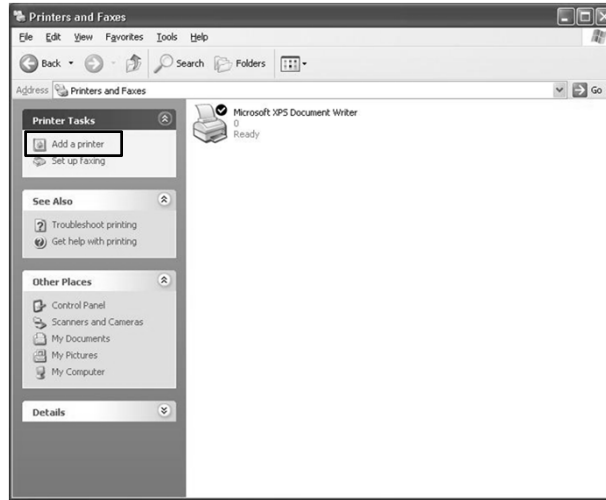 Printers and Faxes
File Edit View Favorites Tools Help
Back Search Folders
Address Printers and Faxes Go
Printer Tasks
Add a printer
Set up faxing
See Also
Troubleshoot printing
Get help with printing
Other Places
Control Panel
Scanners and Cameras
My Documents
My Pictures
My Computer
Details
Microsoft XPS Document Writer
0
Ready